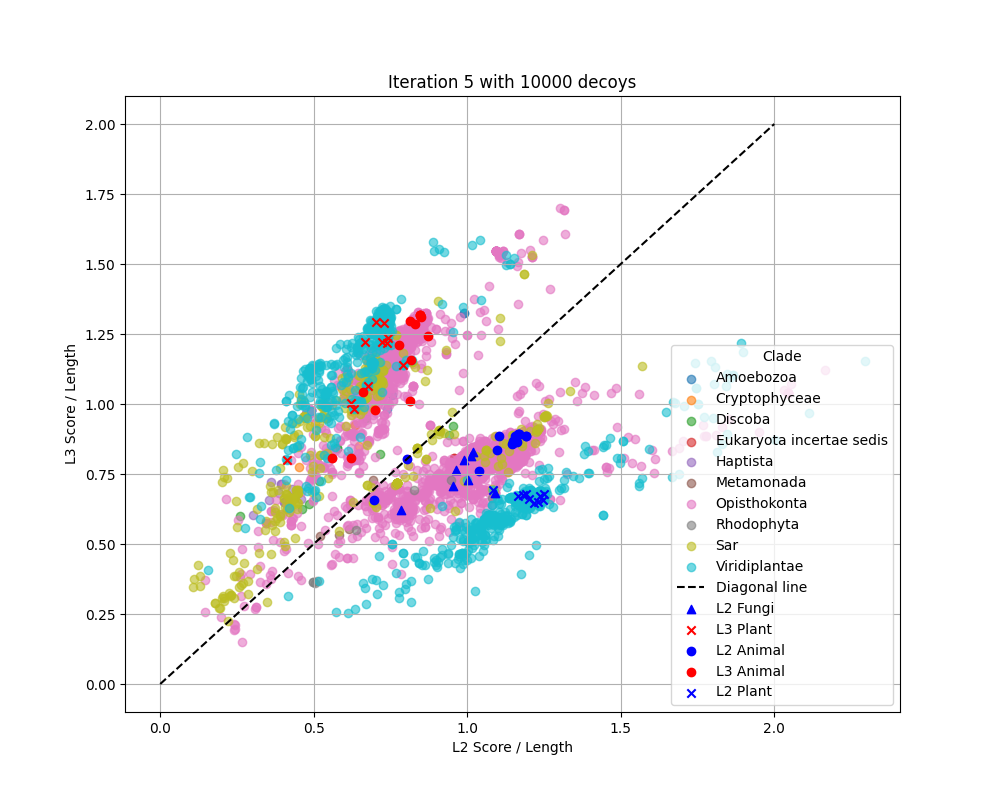 Iteration 5 with 10000 decoys
L3 Score / Length
2.00
1.75
1.50
1.25
1.00
0.75
0.50
0.25
0.00
0.0
0.5
1.0
1.5
2.0
L2 Score / Length
Clade
Amoebozoa
Cryptophyceae
Discoba
Eukaryota incertae sedis
Haptista
Metamonada
Opisthokonta
Rhodophyta
Sar
Viridiplantae
Diagonal line
L2 Fungi
L3 Plant
L2 Animal
L3 Animal
L2 Plant